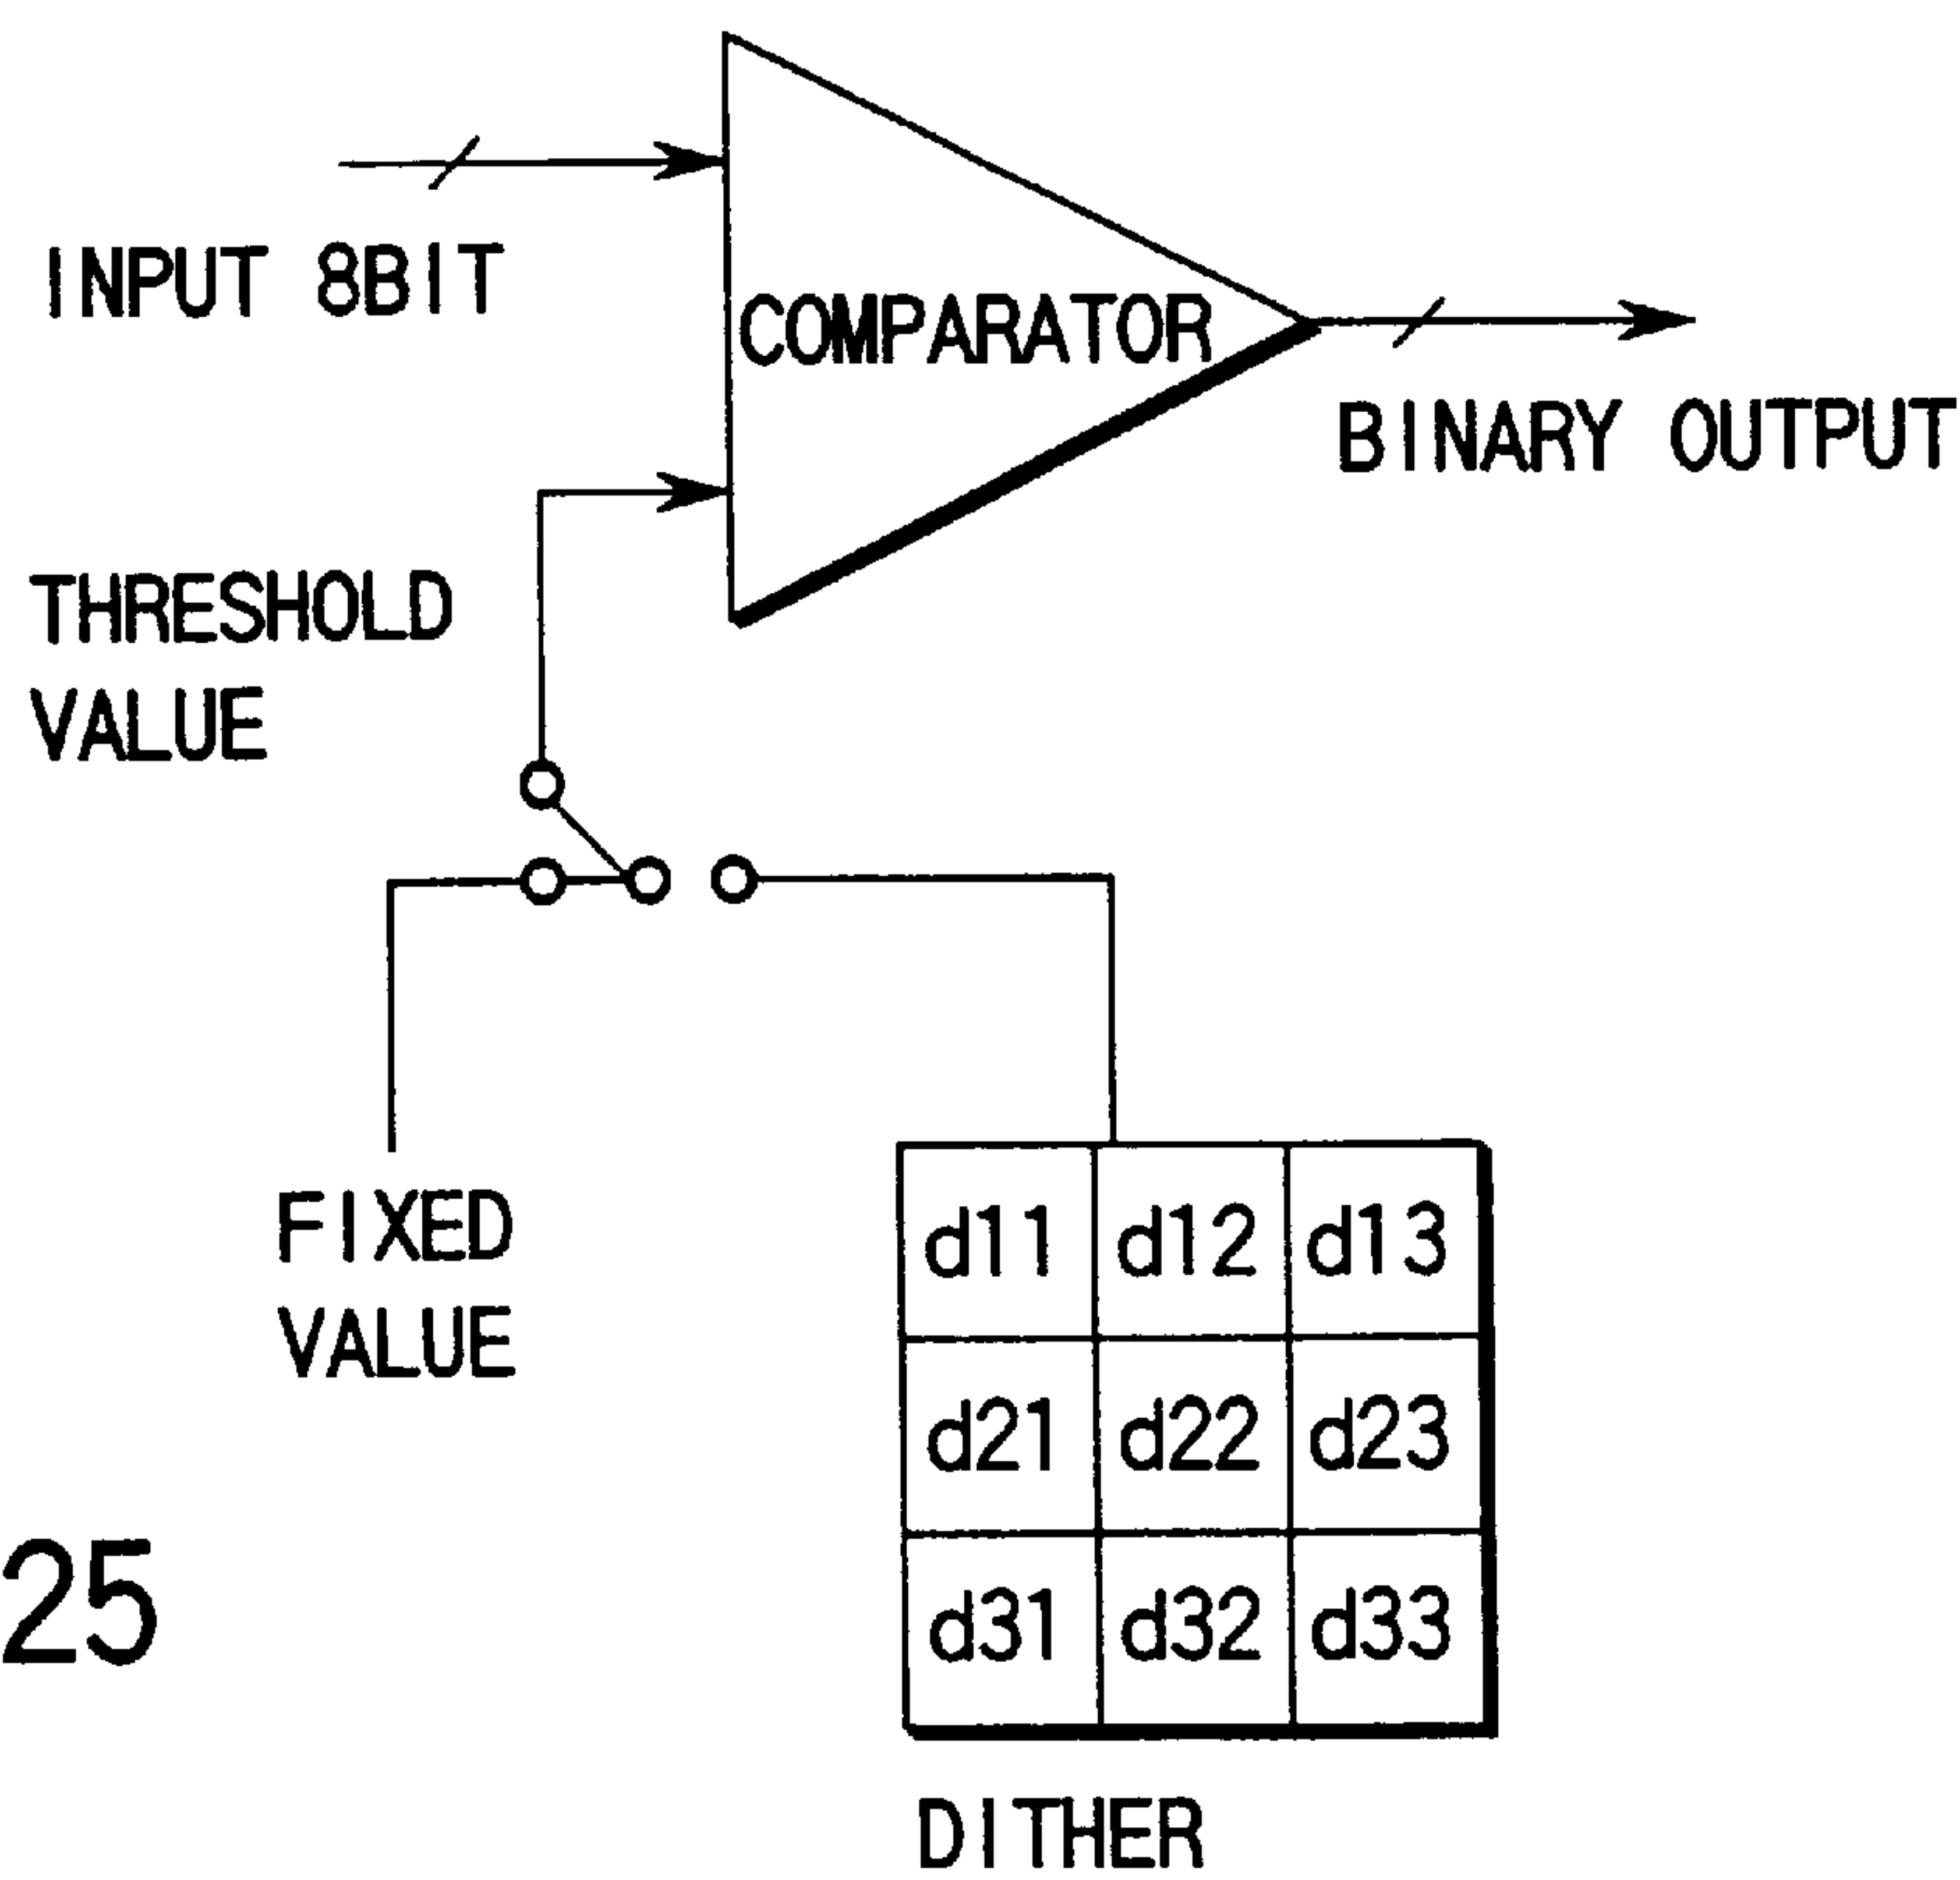 INPUT 8BIT
COMPARATOR
BINARY OUTPUT
THRESHOLD
VALUE
FIXED
VALUE
d11 d12 d13
d21 d22 d23
d31 d32 d33
25
DITHER